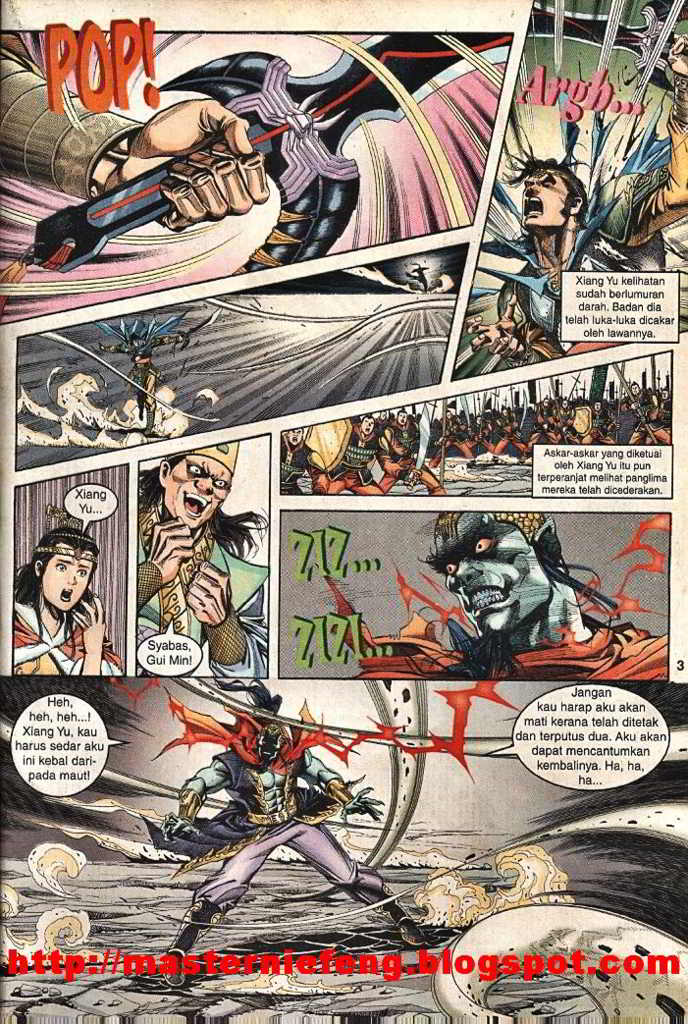 POP!
Argh...
Xiang Yu kelihatan
sudah berlumuran
darah. Badan dia
telah luka-luka dicakar
oleh lawannya.
Askar-askar yang diketuai
oleh Xiang Yu itu pun
terperanjat melihat panglima
mereka telah dicederakan.
Xiang
Yu...
Syabas,
Gui Min!
ZIZ...
ZIZI...
3
Heh,
heh, heh...!
Xiang Yu, kau
harus sedar aku
ini kebal dari-
pada maut!
Jangan
kau harap aku akan
mati kerana telah ditetak
dan terputus dua. Aku akan
dapat mencantumkan
kembalinya. Ha, ha,
ha...
http://masterniefeng.blogspot.com